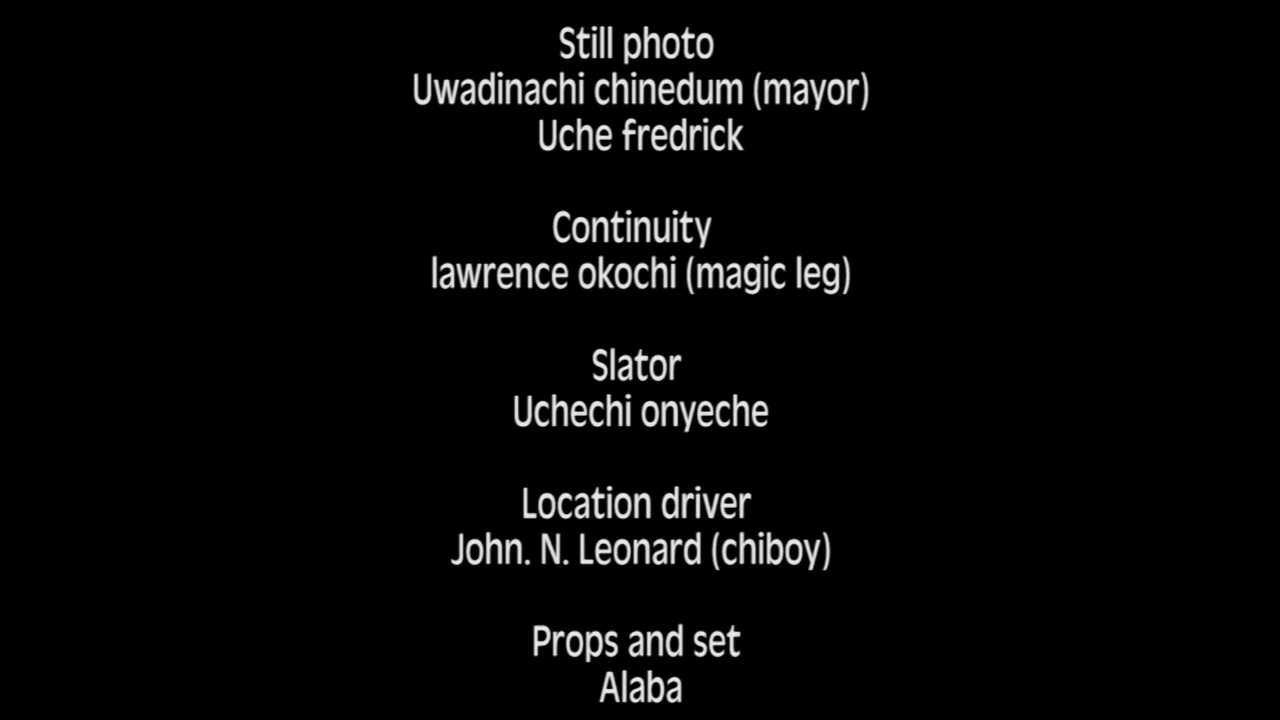 Still photo
Uwadinachi chinedum (mayor)
Uche fredrick
Continuity
lawrence okochi (magic leg)
Slator
Uchechi onyeche
Location driver
John. N. Leonard (chiboy)
Props and set
Alaba